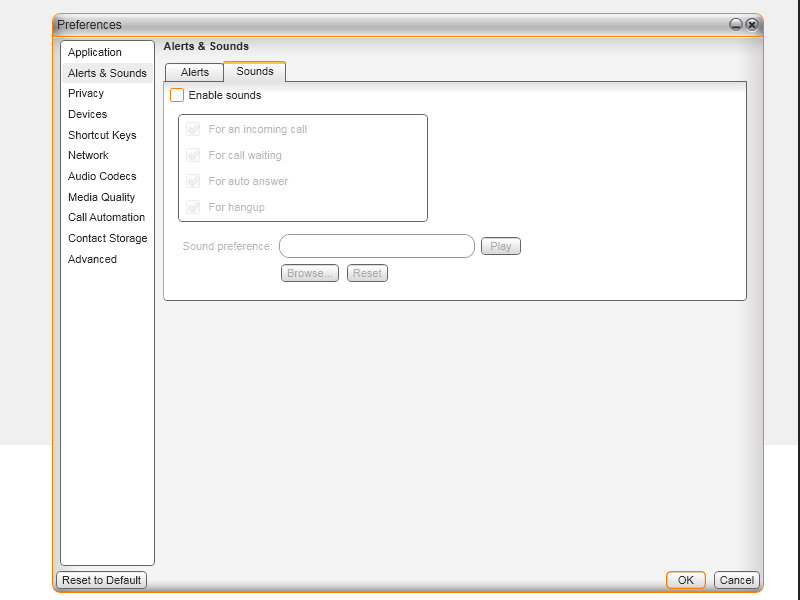 Preferences
Application
Alerts & Sounds
Privacy
Devices
Shortcut Keys
Network
Audio Codecs
Media Quality
Call Automation
Contact Storage
Advanced
Alerts & Sounds
Alerts Sounds
Enable sounds
For an incoming call
For call waiting
For auto answer
For hangup
Sound preference: Play
Browse... Reset
Reset to Default OK Cancel